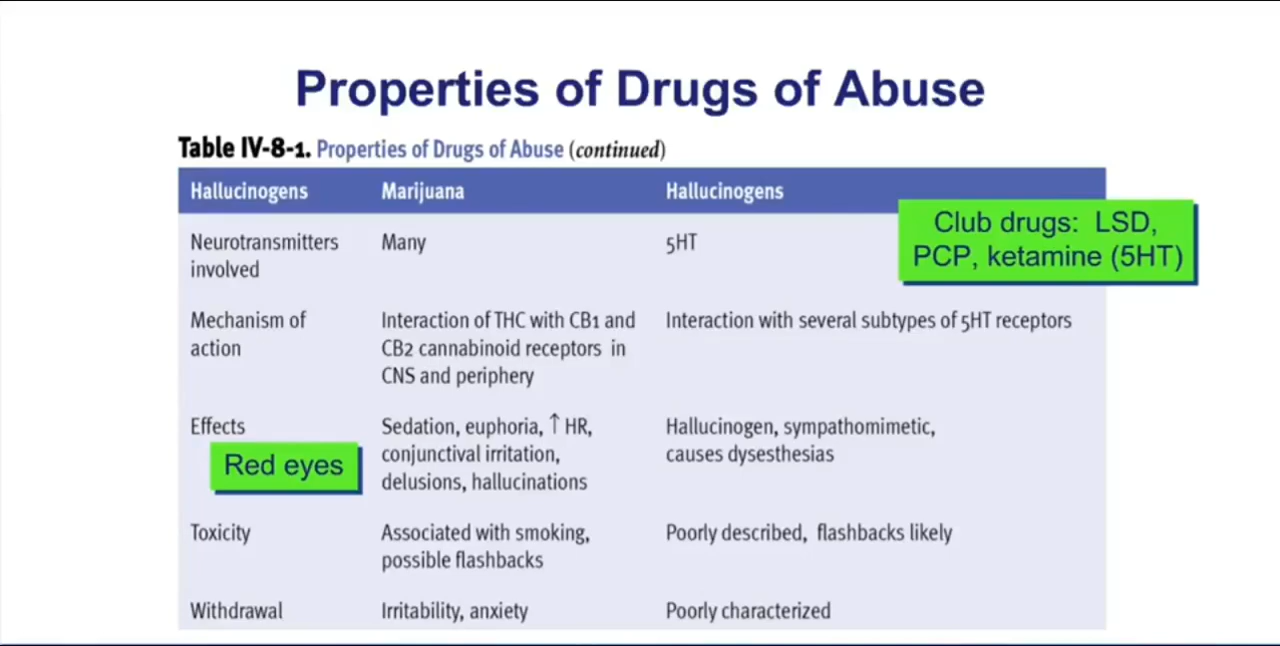 Properties of Drugs of Abuse
Table IV-8-1. Properties of Drugs of Abuse (continued)
Hallucinogens Marijuana Hallucinogens
Club drugs: LSD,
PCP, ketamine (5HT)
Neurotransmitters
involved
Many
5HT
Mechanism of
action
Interaction of THC with CB1 and
CB2 cannabinoid receptors in
CNS and periphery
Interaction with several subtypes of 5HT receptors
Effects
Red eyes
Sedation, euphoria, ↑ HR,
conjunctival irritation,
delusions, hallucinations
Hallucinogen, sympathomimetic,
causes dysesthesias
Toxicity
Associated with smoking,
possible flashbacks
Poorly described, flashbacks likely
Withdrawal
Irritability, anxiety
Poorly characterized